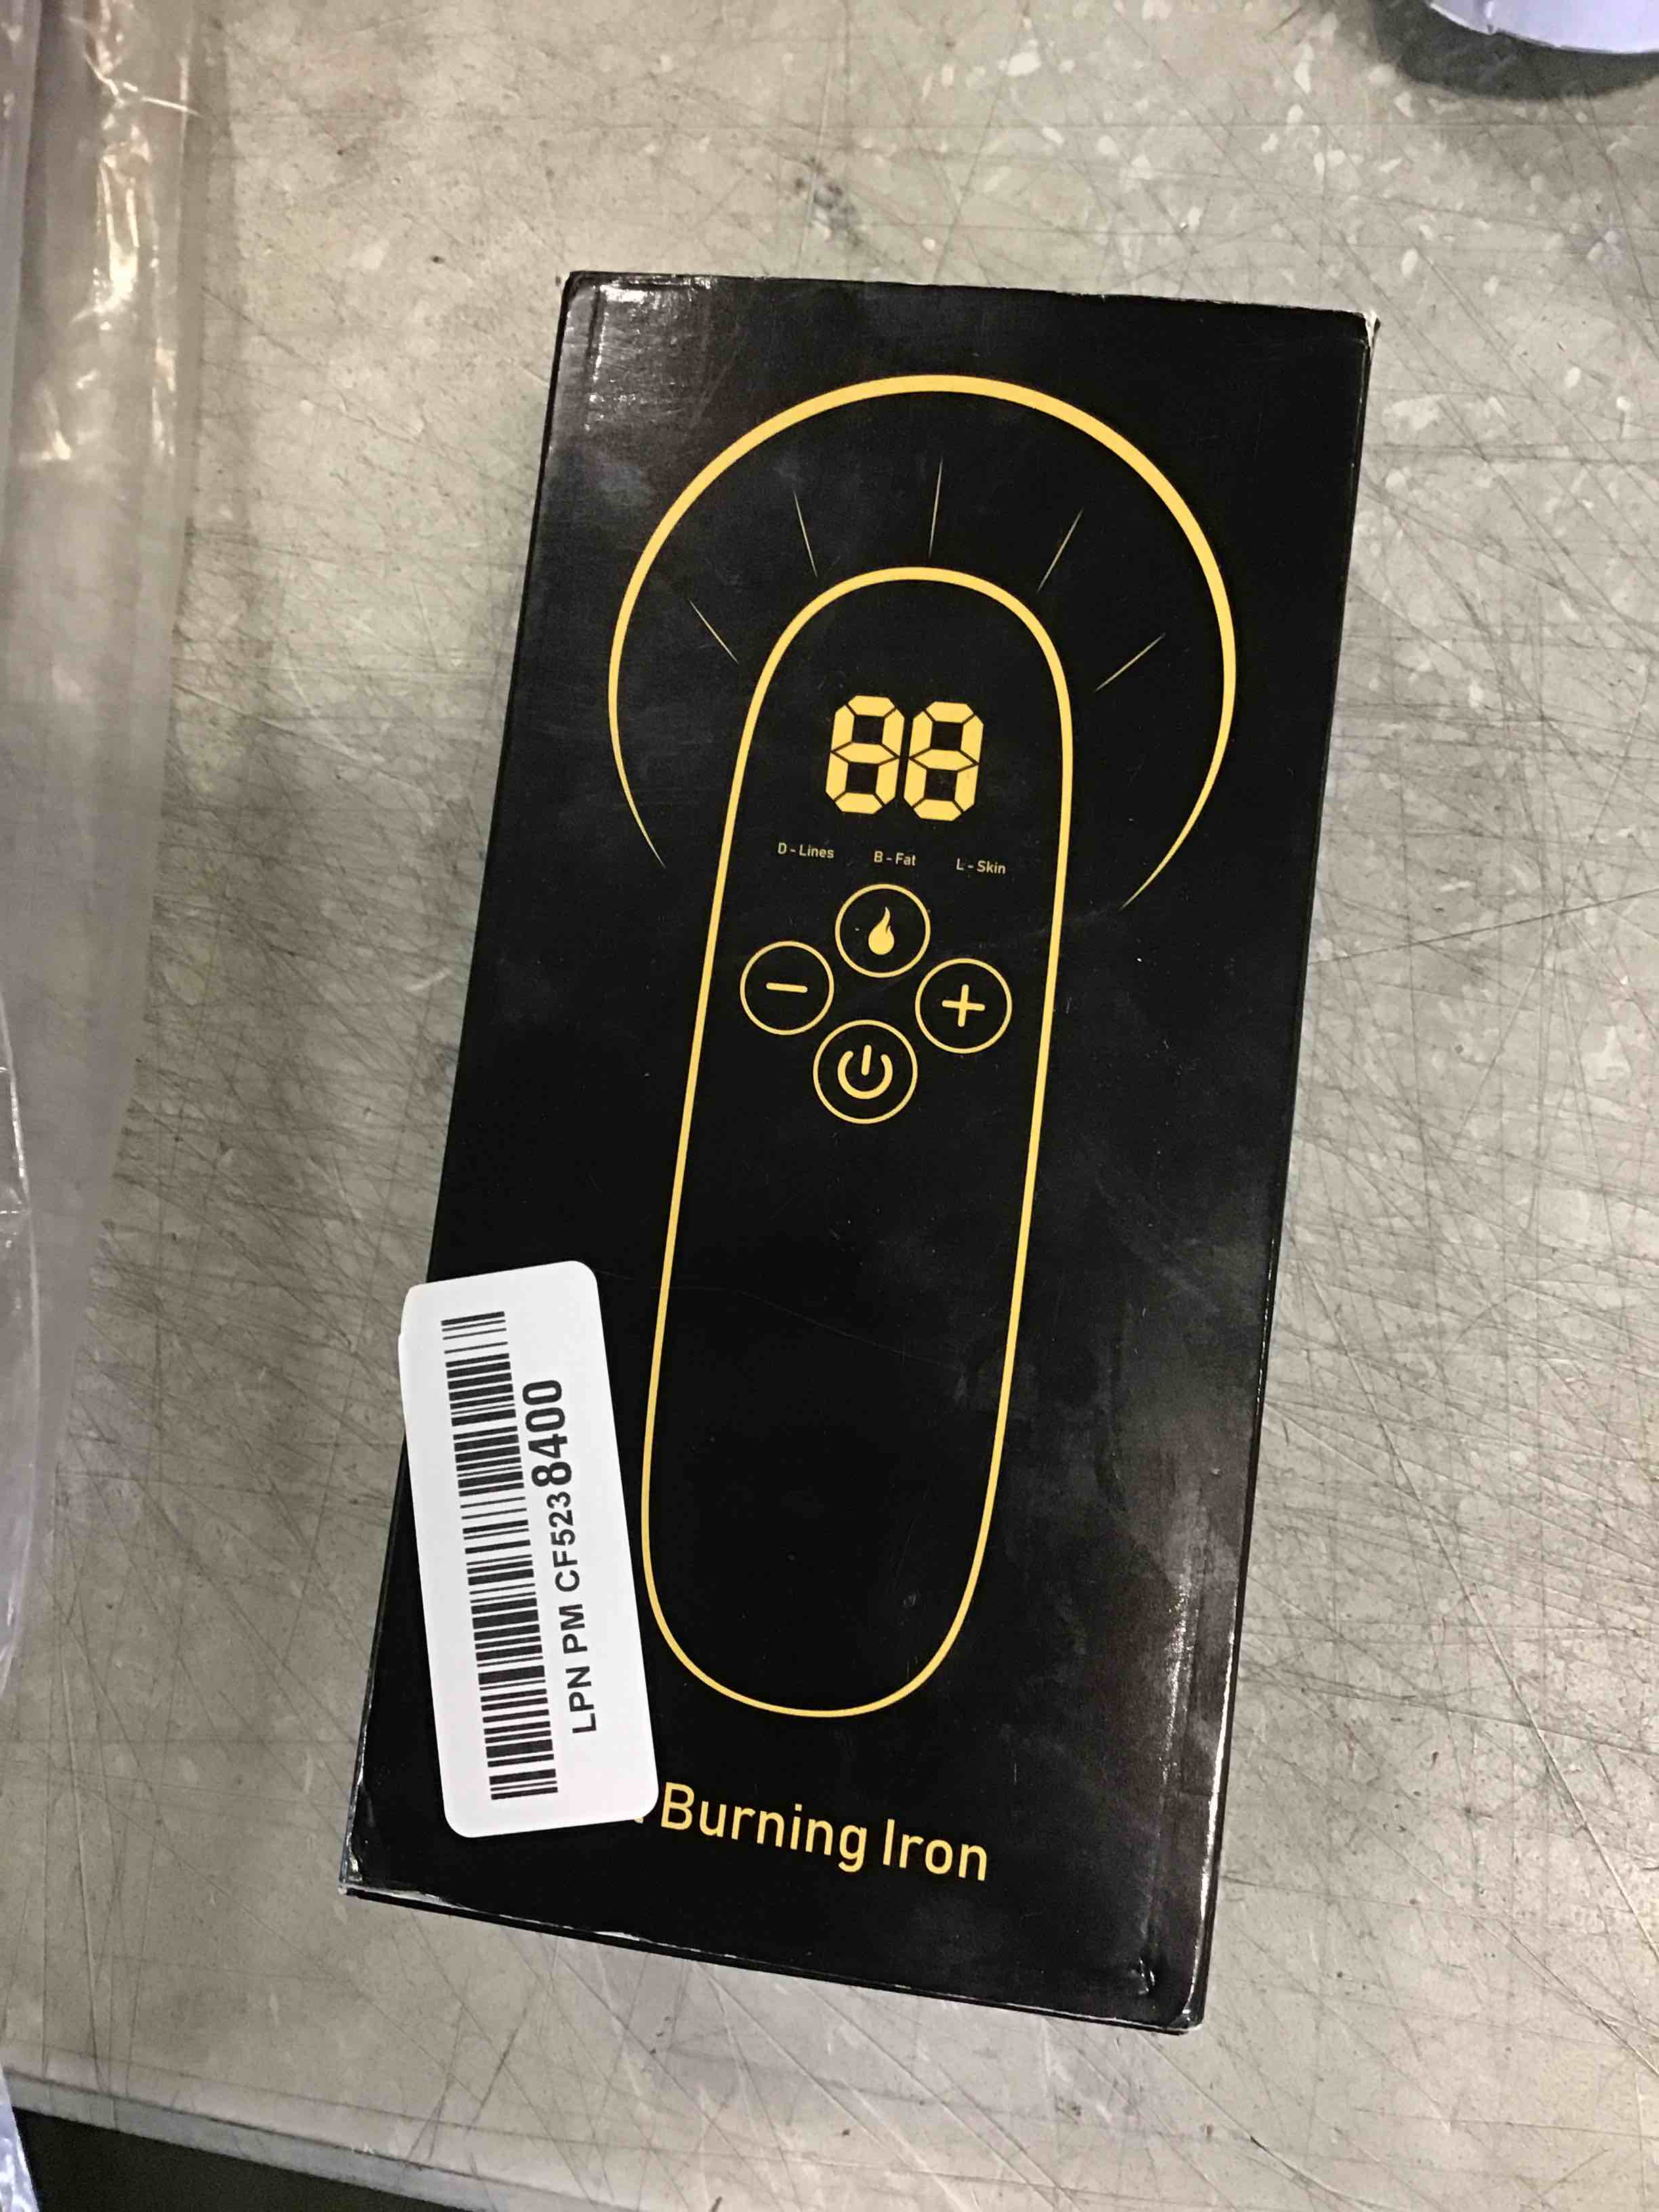 88
D - Lines B - Fat L - Skin
LPN PM CF5238400
Burning Iron